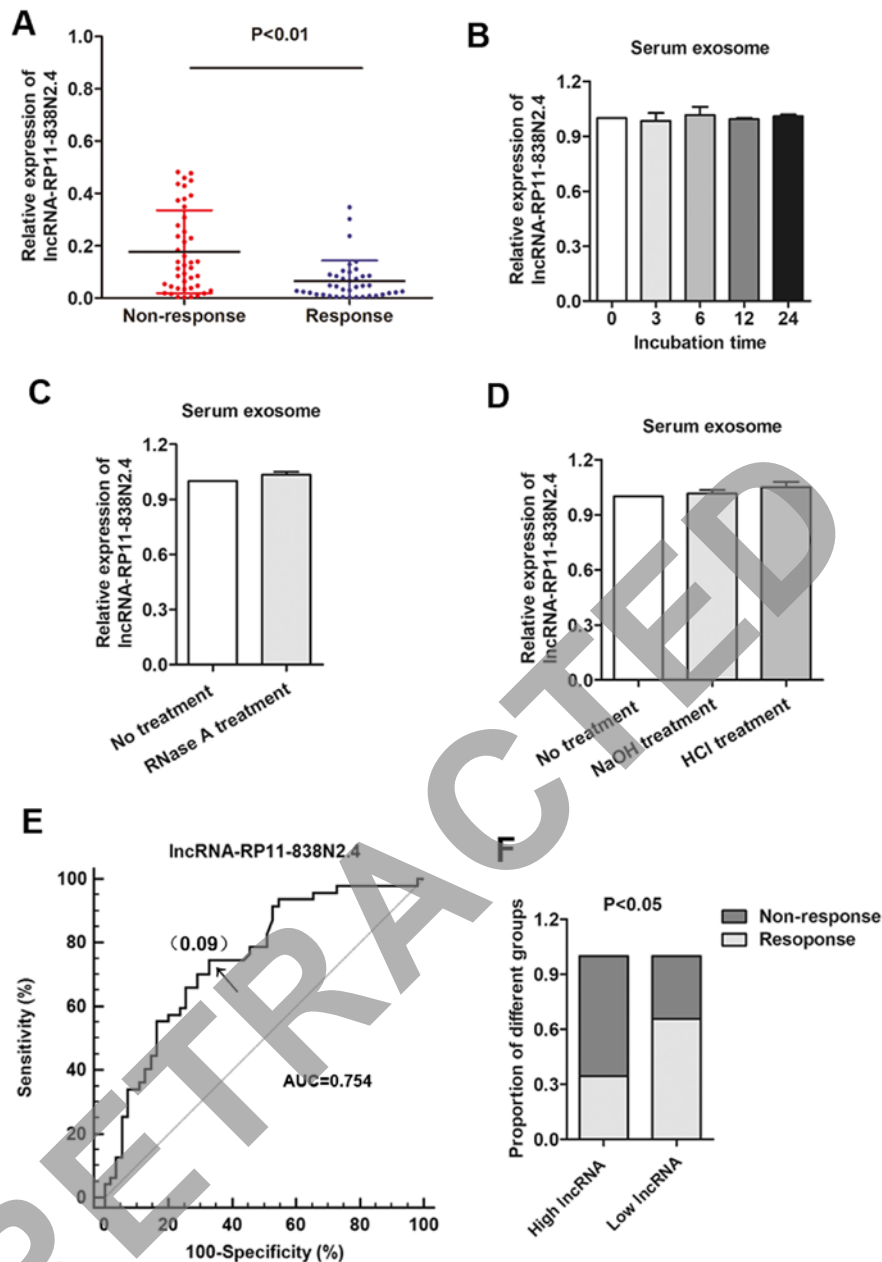 A
P<0.01
Relative expression of
lncRNA-RP11-838N2.4
1.0
0.8
0.6
0.4
0.2
0.0
Non-response
Response
B
Serum exosome
Relative expression of
lncRNA-RP11-838N2.4
1.2
0.9
0.6
0.3
0.0
0
3
6
12
24
Incubation time
C
Serum exosome
Relative expression of
lncRNA-RP11-838N2.4
1.2
0.9
0.6
0.3
0.0
No treatment
RNase A treatment
D
Serum exosome
Relative expression of
lncRNA-RP11-838N2.4
1.2
0.9
0.6
0.3
0.0
No treatment
NaOH treatment
HCl treatment
E
lncRNA-RP11-838N2.4
Sensitivity (%)
100
80
60
40
20
0
(0.09)
AUC=0.754
0
20
40
60
80
100
100-Specificity (%)
F
P<0.05
Proportion of different groups
1.2
0.9
0.6
0.3
0.0
Non-response
Resoponse
High lncRNA
Low lncRNA
RETRACTED